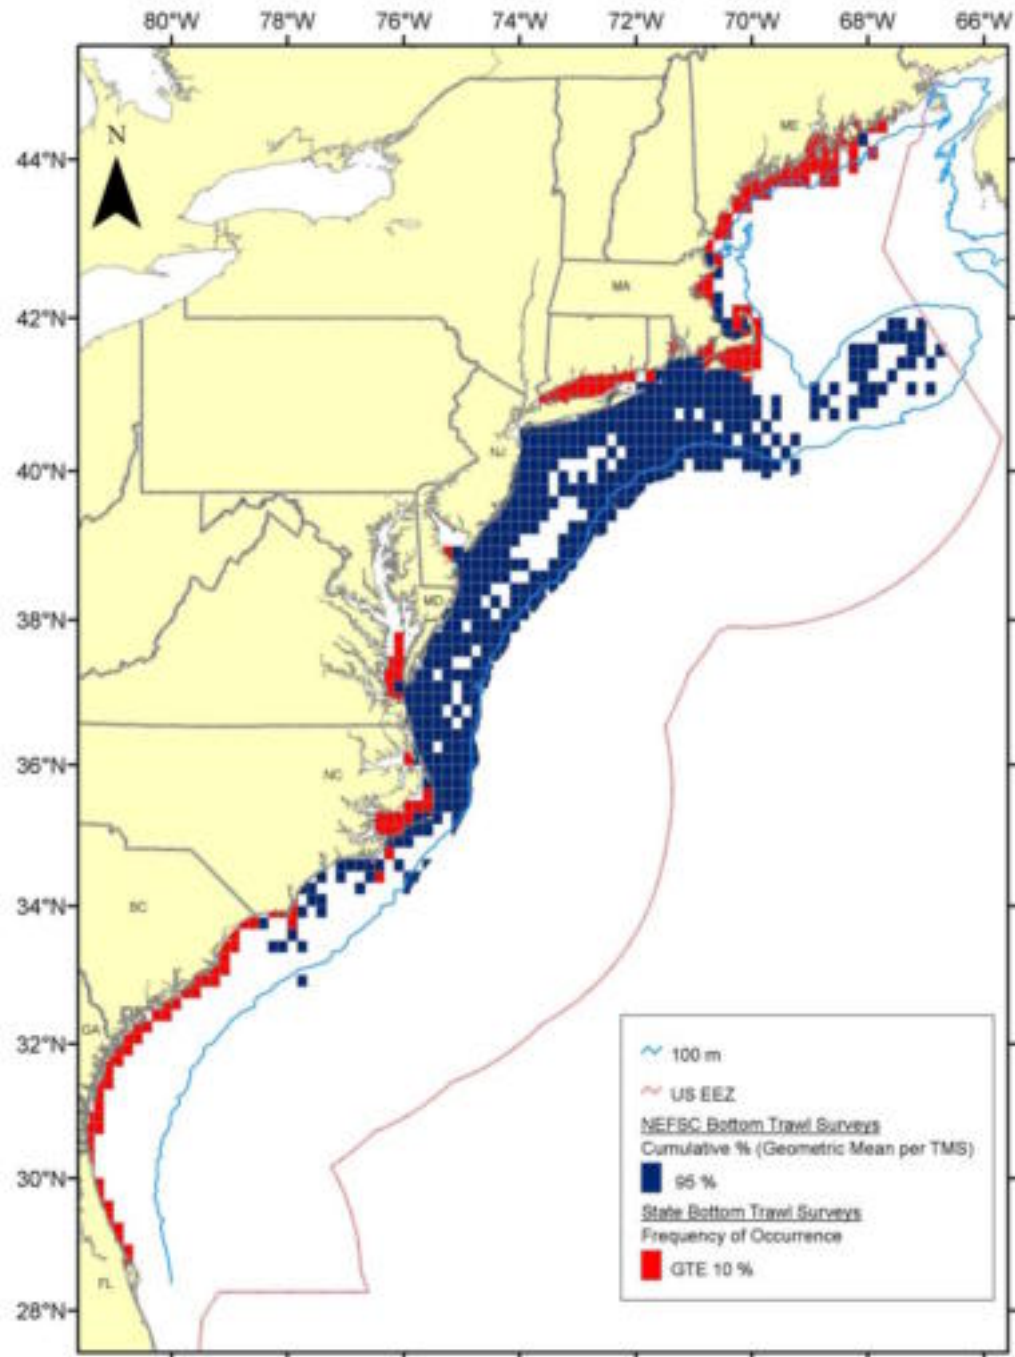 80°W 78°W 76°W 74°W 72°W 70°W 68°W 66°W
N
ME
44°N
MA
42°N
NJ
40°N
MD
38°N
36°N
NC
34°N
SC
32°N
GA
30°N
FL
28°N
100 m
US EEZ
NEFSC Bottom Trawl Surveys
Cumulative % (Geometric Mean per TMS)
95 %
State Bottom Trawl Surveys
Frequency of Occurrence
GTE 10 %